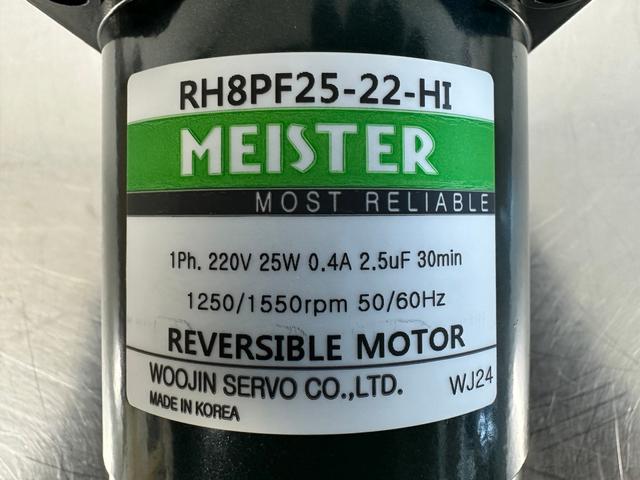 RH8PF25-22-HI
MEISTER
MOST RELIABLE
1Ph. 220V 25W 0.4A 2.5uF 30min
1250/1550rpm 50/60Hz
REVERSIBLE MOTOR
WOOJIN SERVO CO.,LTD. WJ24
MADE IN KOREA